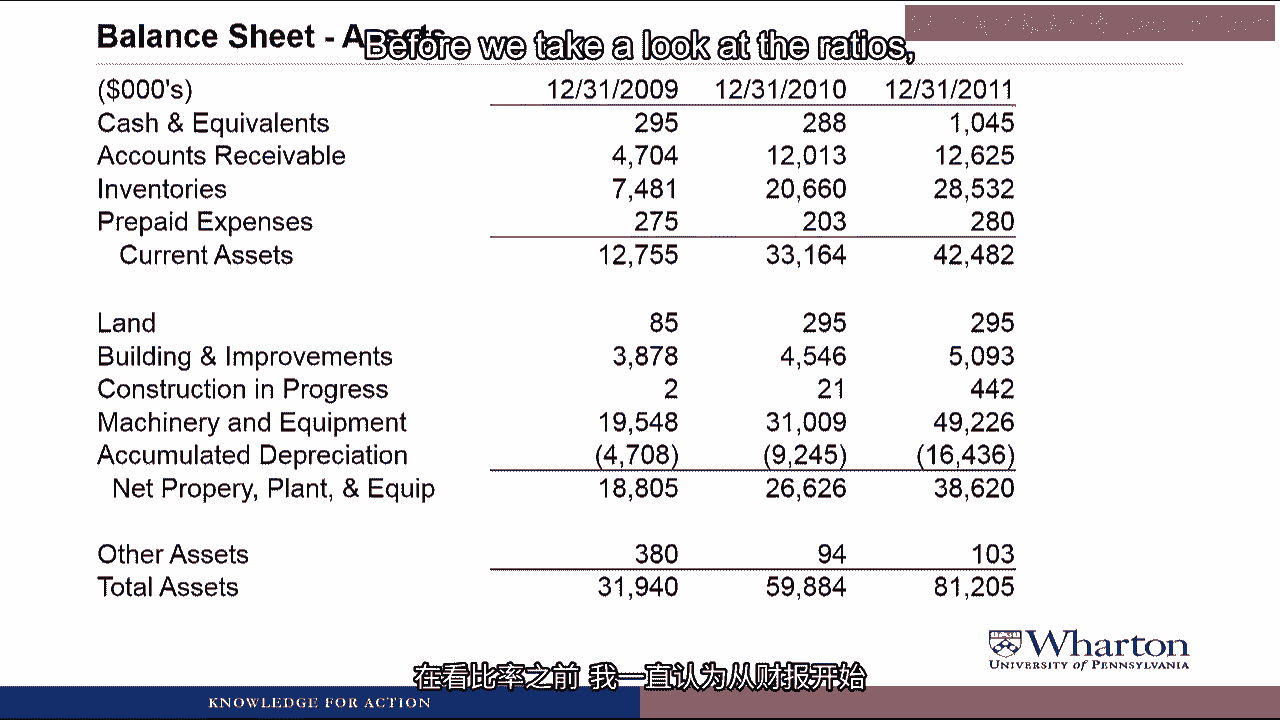 Balance Sheet - Assets
Before we take a look at the ratios,
($000's) 12/31/2009 12/31/2010 12/31/2011
Cash & Equivalents 295 288 1,045
Accounts Receivable 4,704 12,013 12,625
Inventories 7,481 20,660 28,532
Prepaid Expenses 275 203 280
Current Assets 12,755 33,164 42,482
Land 85 295 295
Building & Improvements 3,878 4,546 5,093
Construction in Progress 2 21 442
Machinery and Equipment 19,548 31,009 49,226
Accumulated Depreciation (4,708) (9,245) (16,436)
Net Propery, Plant, & Equip 18,805 26,626 38,620
Other Assets 380 94 103
Total Assets 31,940 59,884 81,205
Wharton
UNIVERSITY of PENNSYLVANIA
在看比率之前 我一直认为从财报开始
KNOWLEDGE FOR ACTION